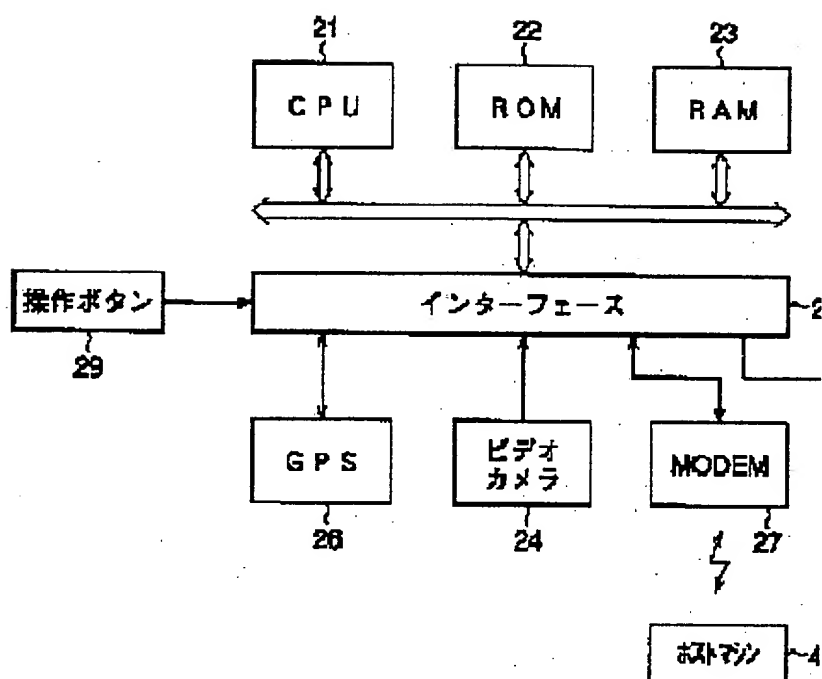 21
22
23
CPU
ROM
RAM
操作ボタン
インターフェース
29
GPS
ビデオ
カメラ
MODEM
26
24
27
ホストマシン
4